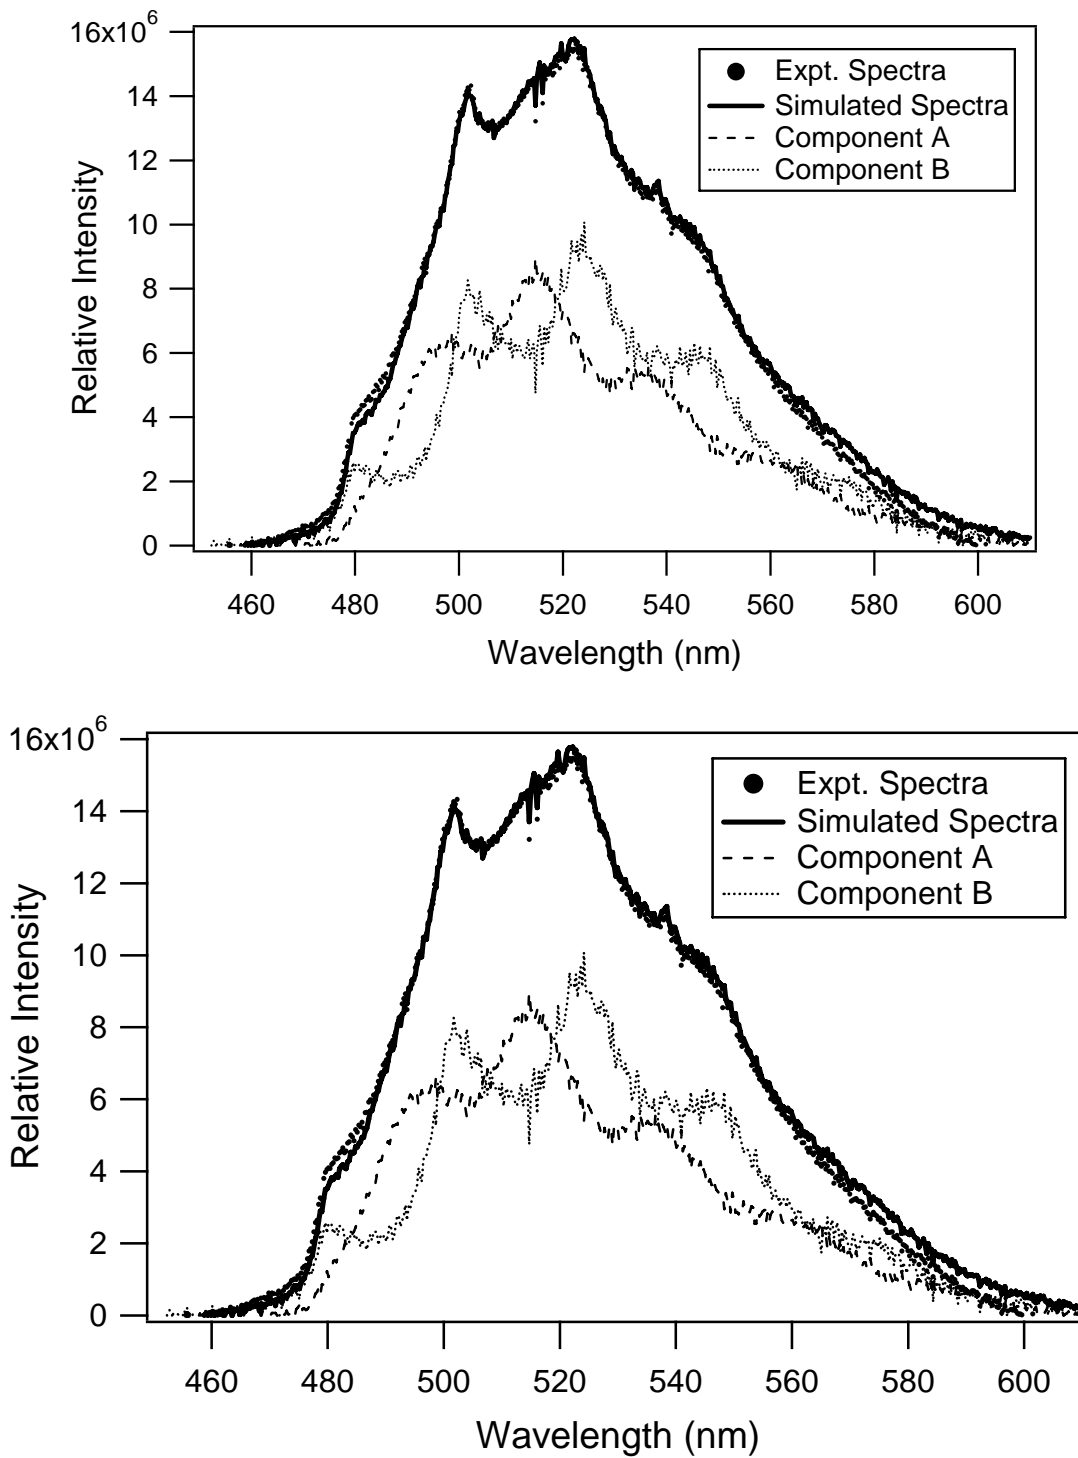 16x10^6
14
12
10
8
6
4
2
0
Relative Intensity
Expt. Spectra
Simulated Spectra
Component A
Component B
460 480 500 520 540 560 580 600
Wavelength (nm)
16x10^6
14
12
10
8
6
4
2
0
Relative Intensity
Expt. Spectra
Simulated Spectra
Component A
Component B
460 480 500 520 540 560 580 600
Wavelength (nm)